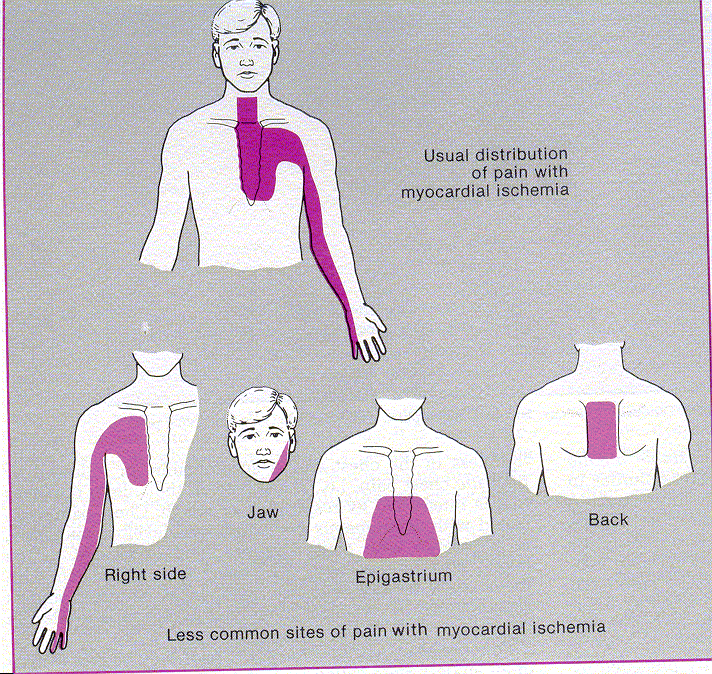 Usual distribution
of pain with
myocardial ischemia
Jaw
Back
Right side
Epigastrium
Less common sites of pain with myocardial ischemia